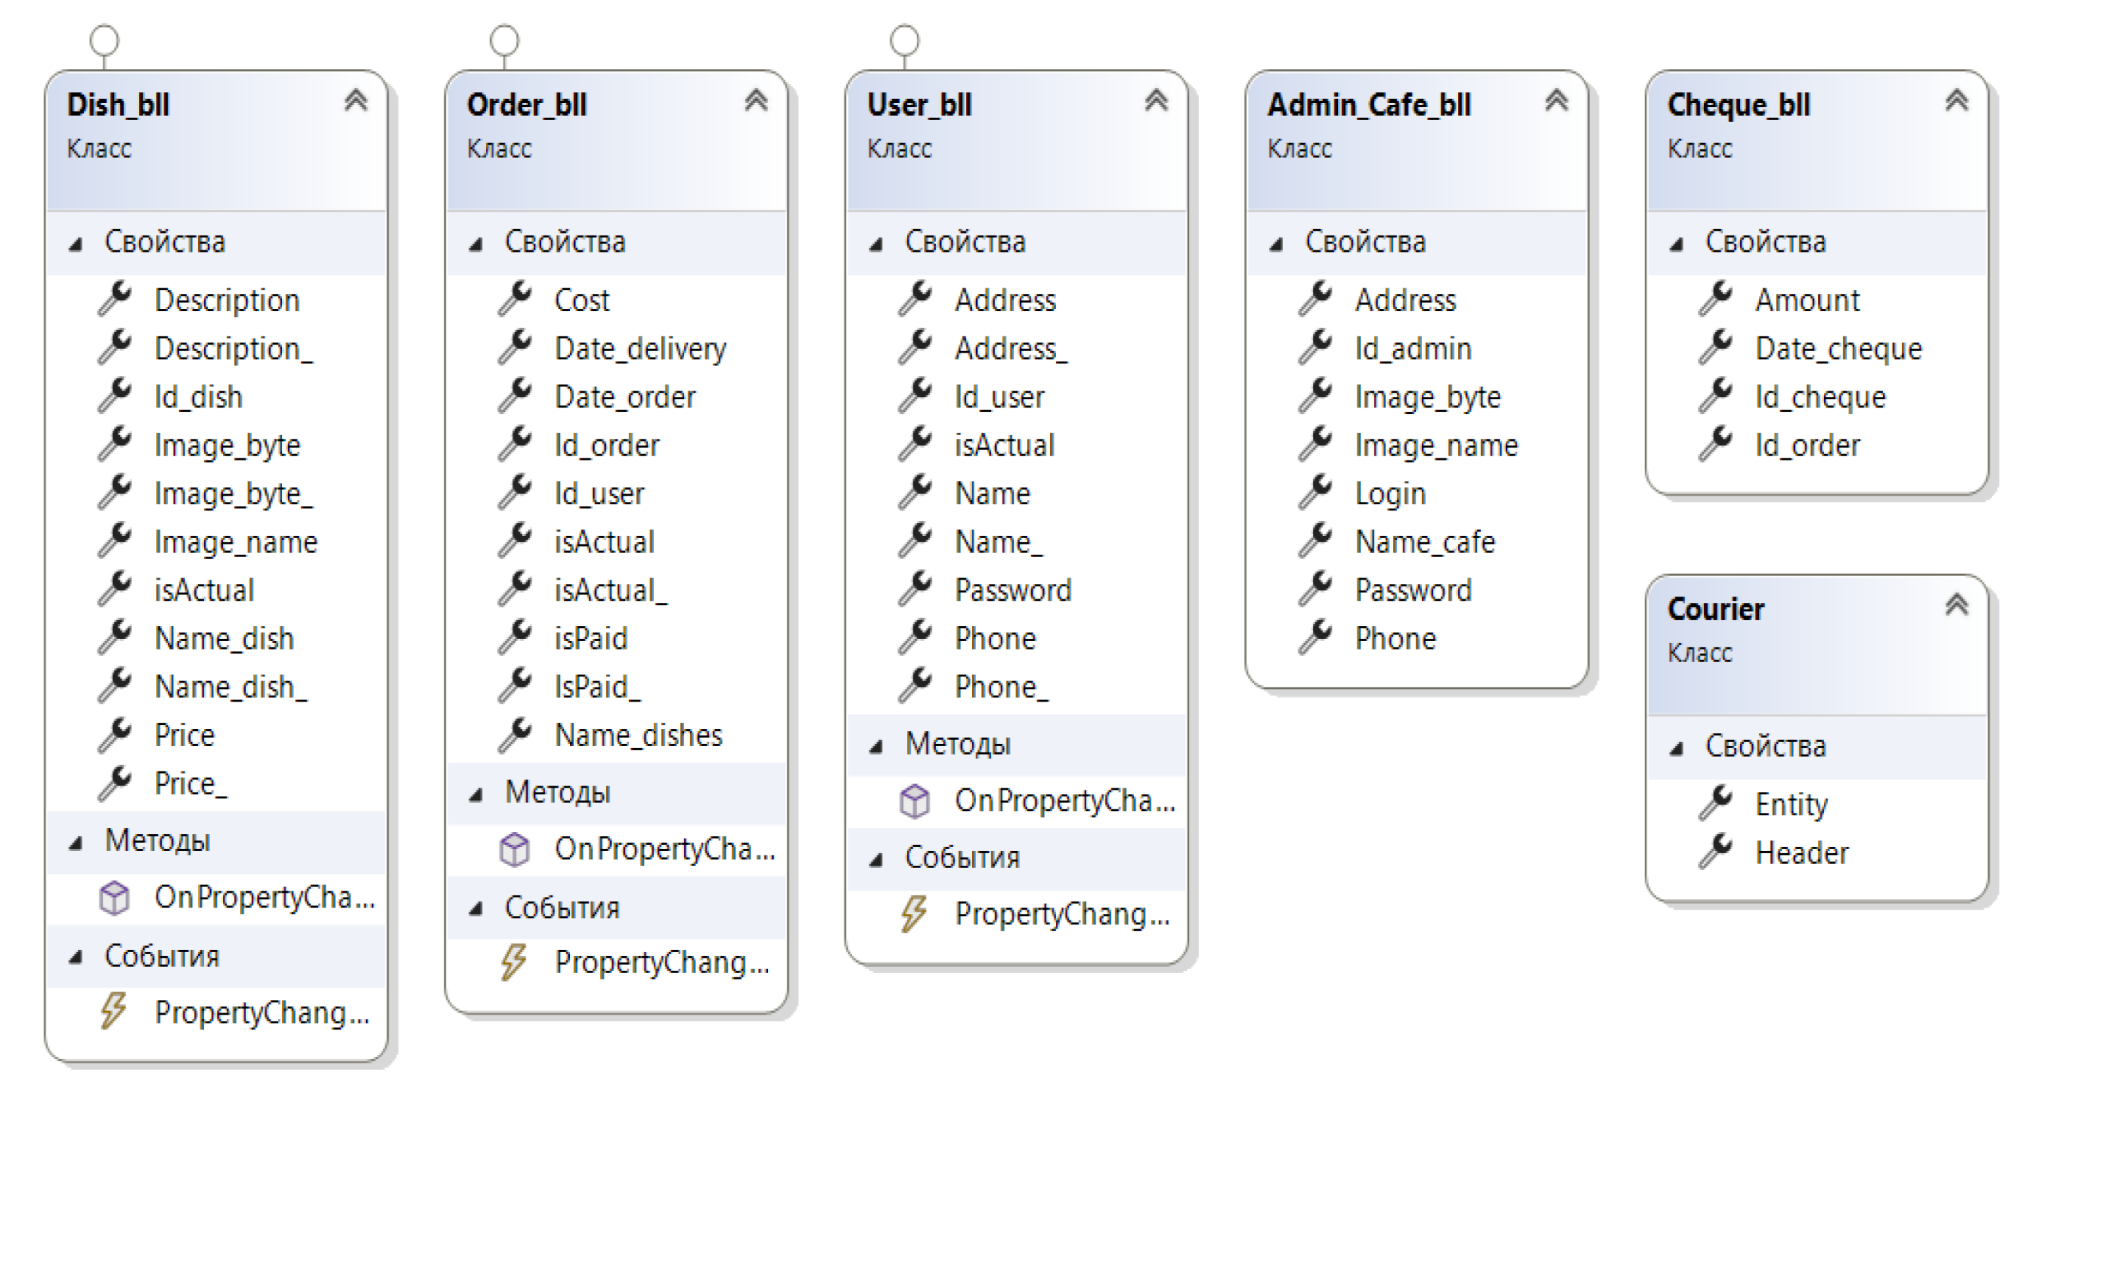 Dish_bll
Класс
Свойства
Description
Description_
Id_dish
Image_byte
Image_byte_
Image_name
isActual
Name_dish
Name_dish_
Price
Price_
Методы
OnPropertyCha...
События
PropertyChang...
Order_bll
Класс
Свойства
Cost
Date_delivery
Date_order
Id_order
Id_user
isActual
isActual_
isPaid
IsPaid_
Name_dishes
Методы
OnPropertyCha...
События
PropertyChang...
User_bll
Класс
Свойства
Address
Address_
Id_user
isActual
Name
Name_
Password
Phone
Phone_
Методы
OnPropertyCha...
События
PropertyChang...
Admin_Cafe_bll
Класс
Свойства
Address
Id_admin
Image_byte
Image_name
Login
Name_cafe
Password
Phone
Cheque_bll
Класс
Свойства
Amount
Date_cheque
Id_cheque
Id_order
Courier
Класс
Свойства
Entity
Header